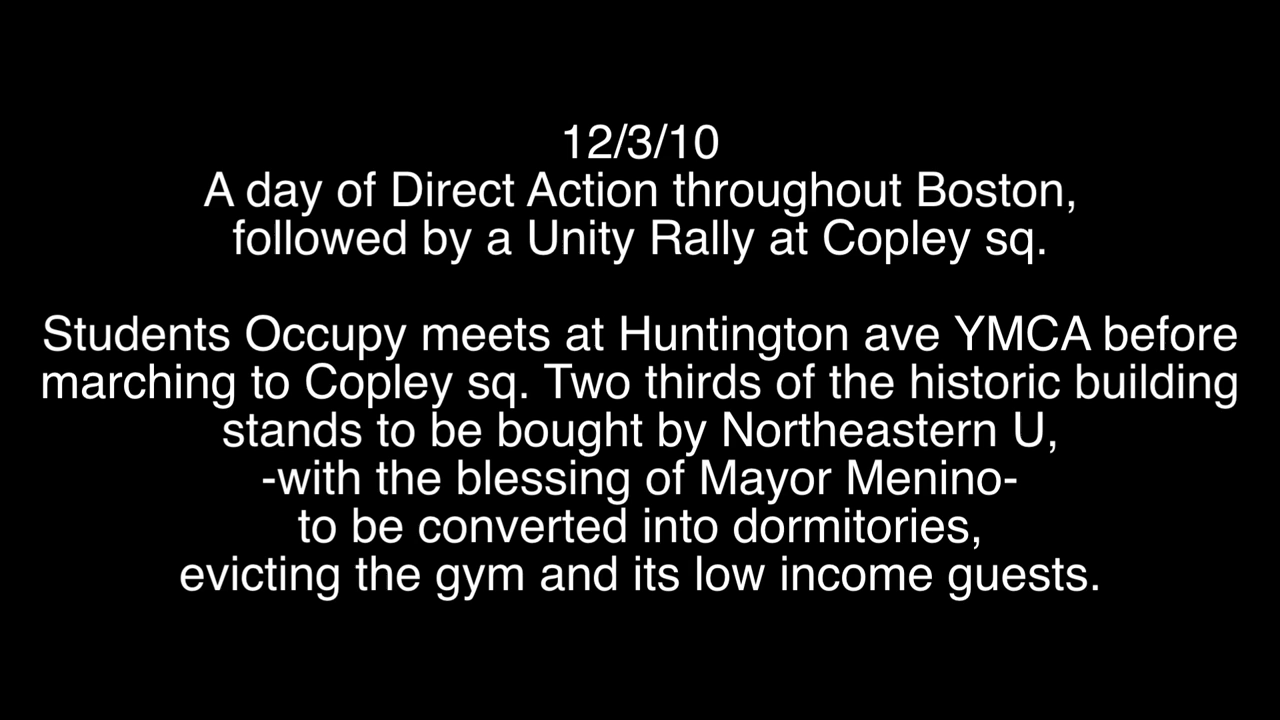 12/3/10
A day of Direct Action throughout Boston,
followed by a Unity Rally at Copley sq.
Students Occupy meets at Huntington ave YMCA before
marching to Copley sq. Two thirds of the historic building
stands to be bought by Northeastern U,
-with the blessing of Mayor Menino-
to be converted into dormitories,
evicting the gym and its low income guests.